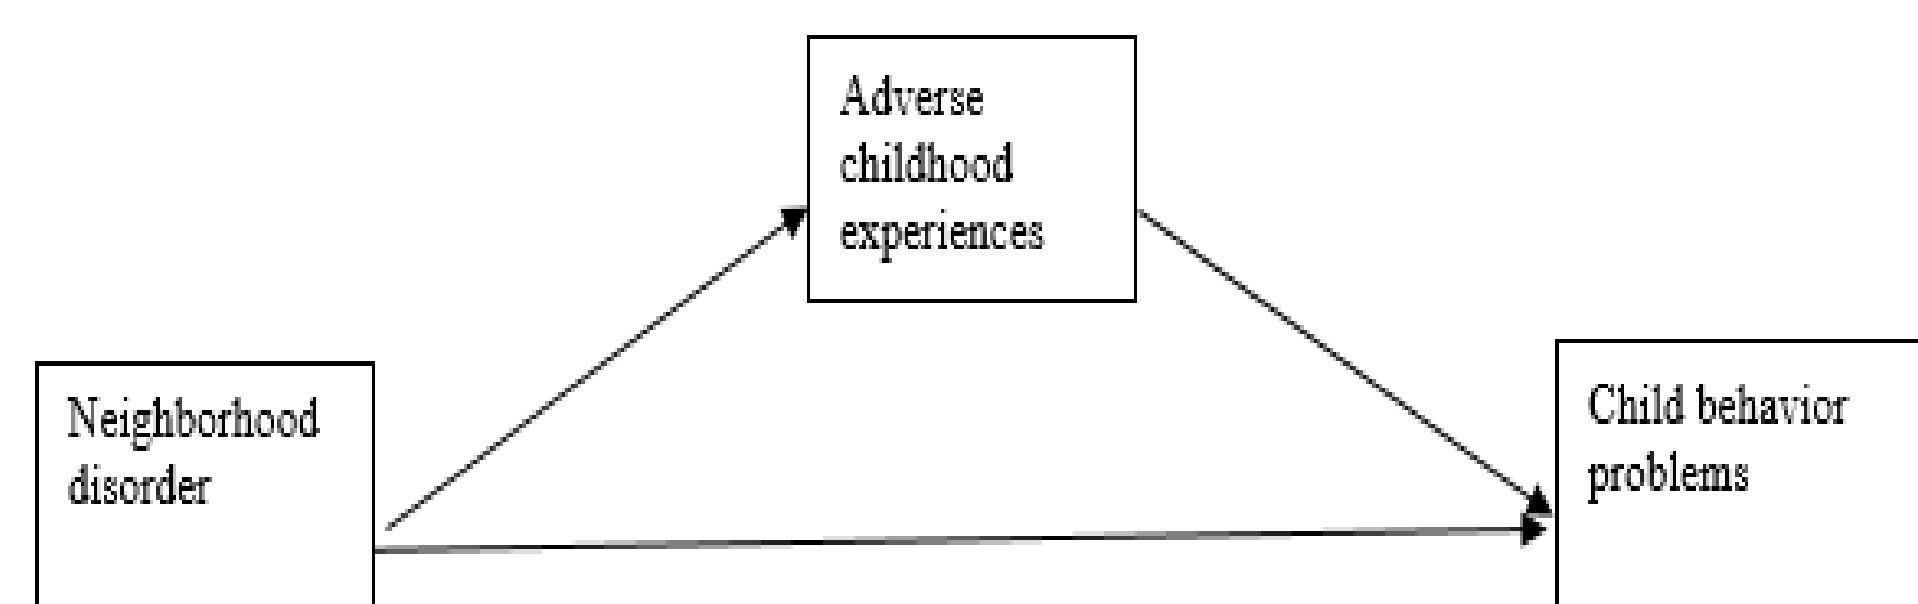 Adverse
childhood
experiences
Neighborhood
disorder
Child behavior
problems